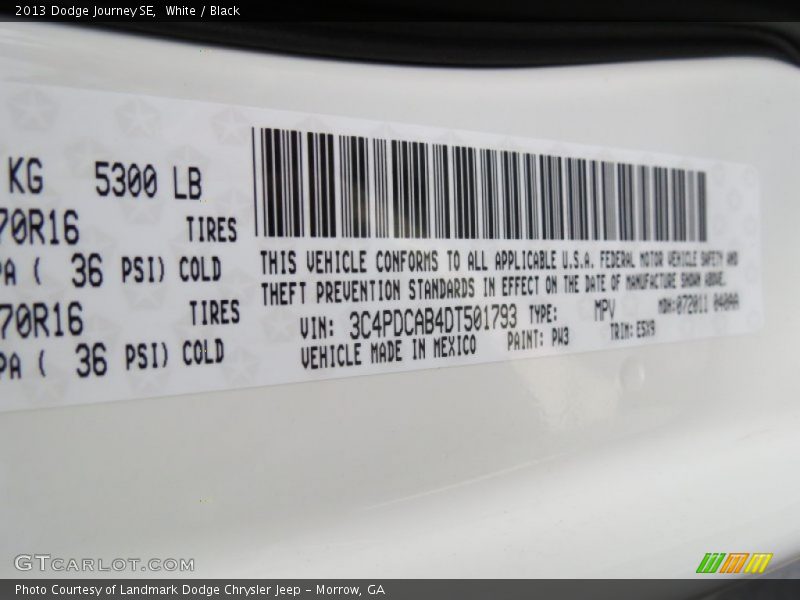 2013 Dodge Journey SE,  White / Black
KG 5300 LB
70R16 TIRES
PA ( 36 PSI) COLD
70R16 TIRES
PA ( 36 PSI) COLD
THIS VEHICLE CONFORMS TO ALL APPLICABLE U.S.A. FEDERAL MOTOR VEHICLE SAFETY AND
THEFT PREVENTION STANDARDS IN EFFECT ON THE DATE OF MANUFACTURE SHOWN ABOVE.
VIN: 3C4PDCAB4DT501793 TYPE: MPV MDH:072011
VEHICLE MADE IN MEXICO PAINT: PW3 TRIM: E5X9
GTCARLOT.COM
Photo Courtesy of Landmark Dodge Chrysler Jeep - Morrow, GA